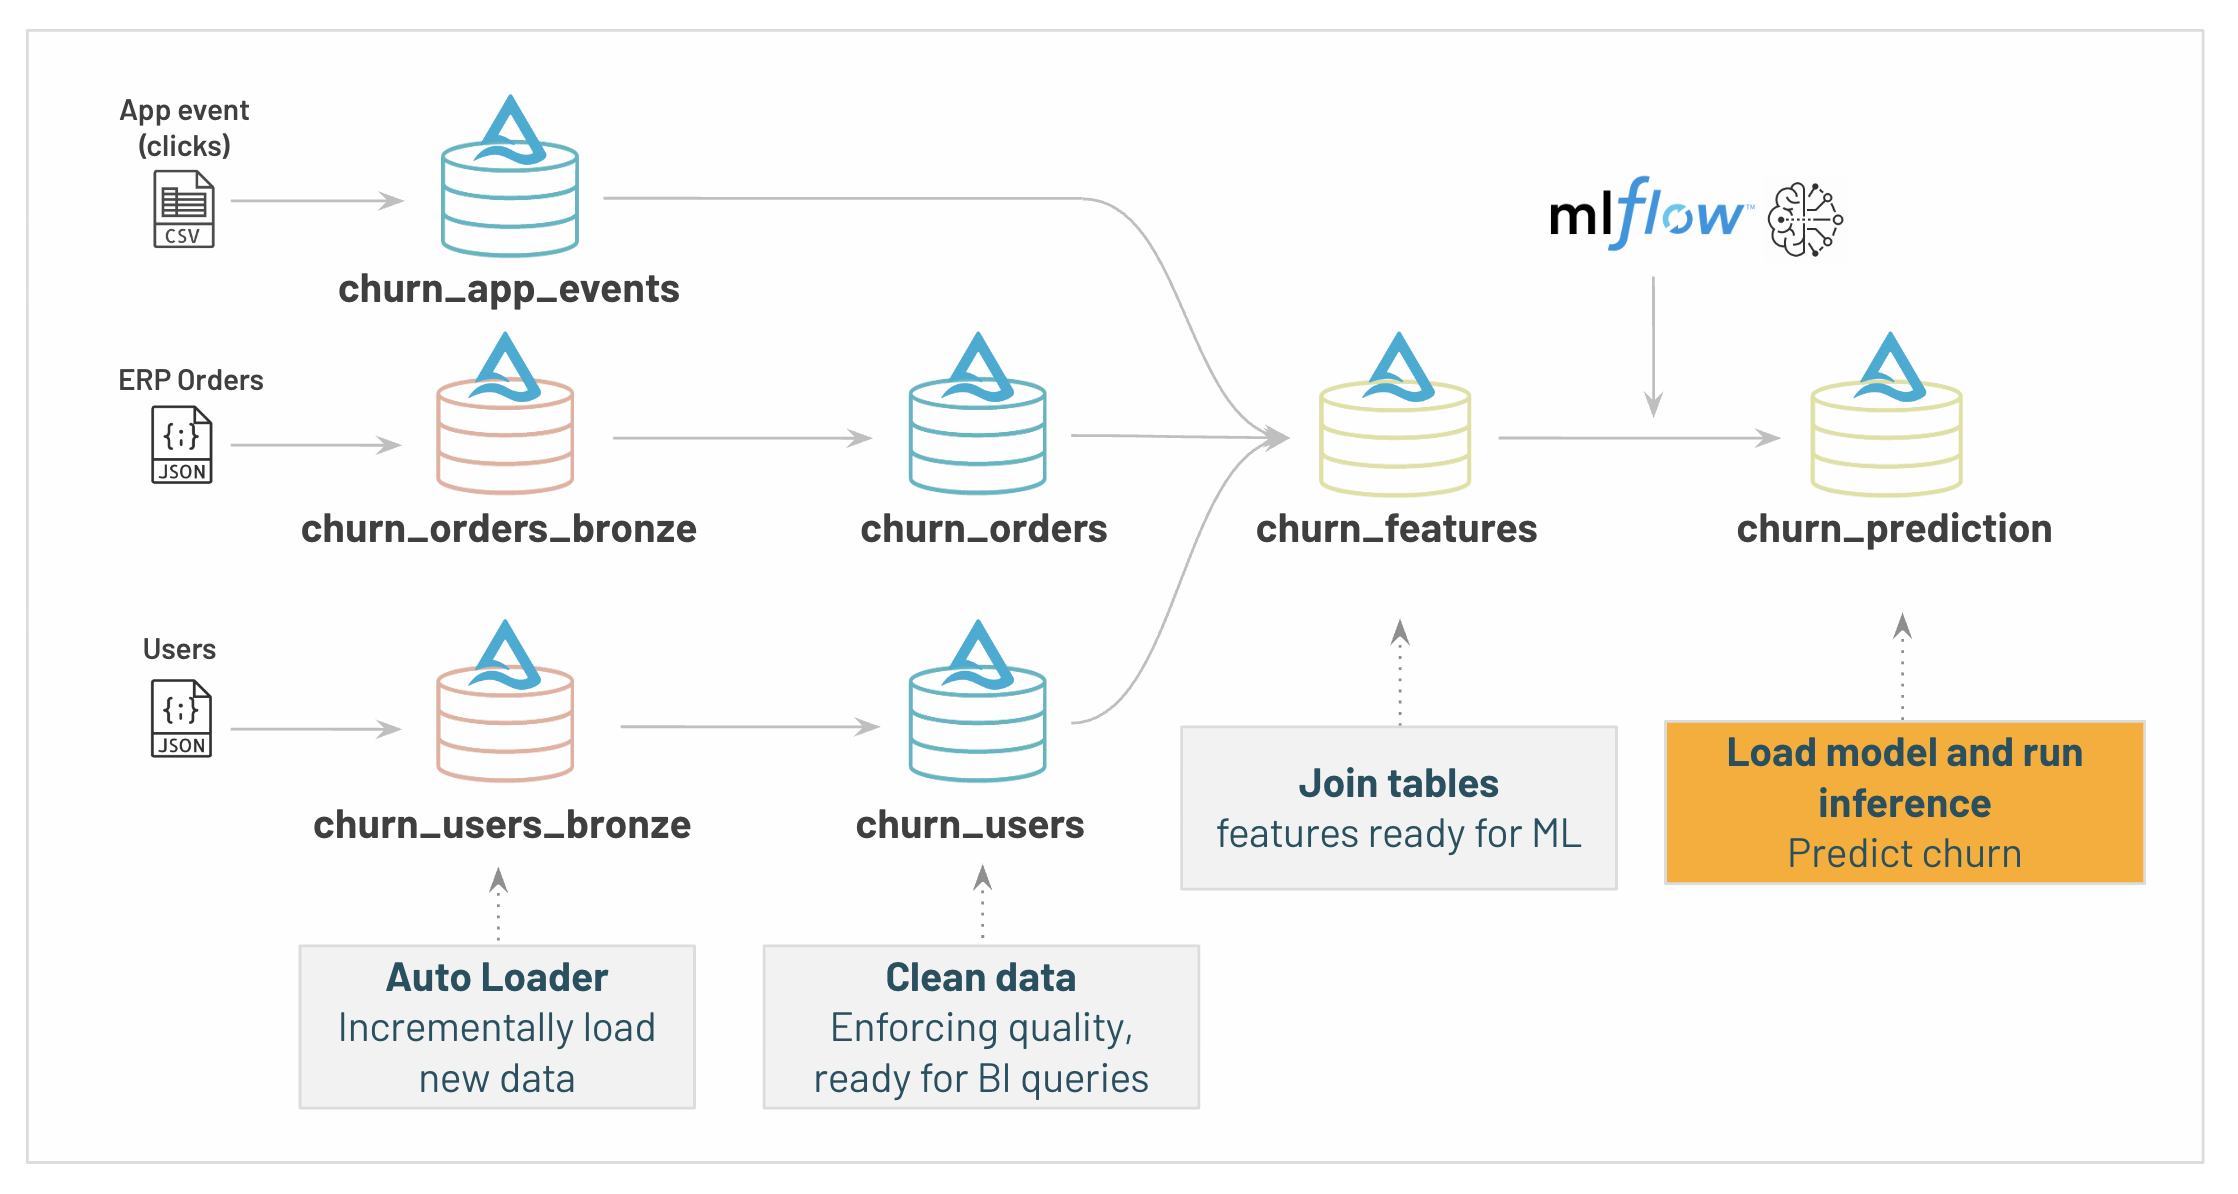 App event
(clicks)
CSV
churn_app_events
mlflow™
ERP Orders
{;}
JSON
churn_orders_bronze
churn_orders
churn_features
churn_prediction
Users
{;}
JSON
churn_users_bronze
churn_users
Auto Loader
Incrementally load
new data
Clean data
Enforcing quality,
ready for BI queries
Join tables
features ready for ML
Load model and run
inference
Predict churn